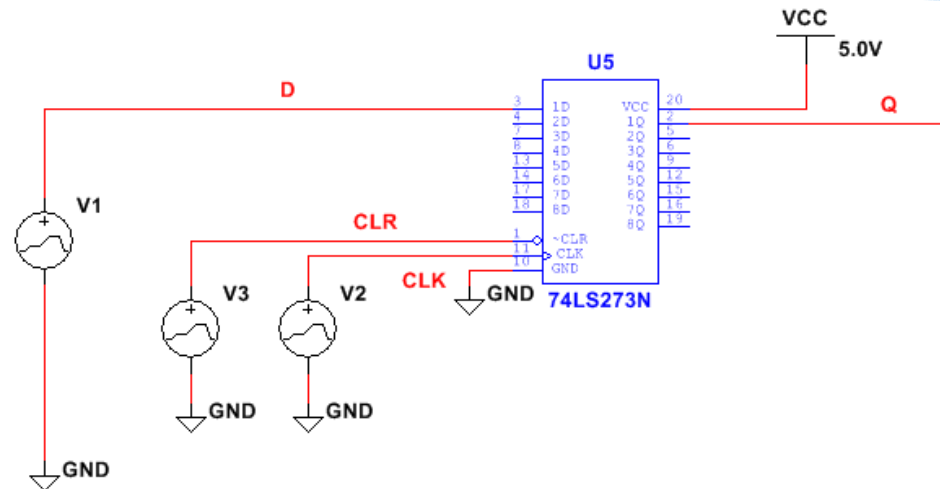 VCC
5.0V
U5
D
Q
3 1D VCC 20
4 2D 1Q 2
7 3D 2Q 5
8 4D 3Q 6
13 5D 4Q 9
14 6D 5Q 12
17 7D 6Q 15
18 8D 7Q 16
8Q 19
V1
CLR
1 ~CLR
11 CLK
10 GND
CLK
GND
74LS273N
V3
V2
GND
GND
GND